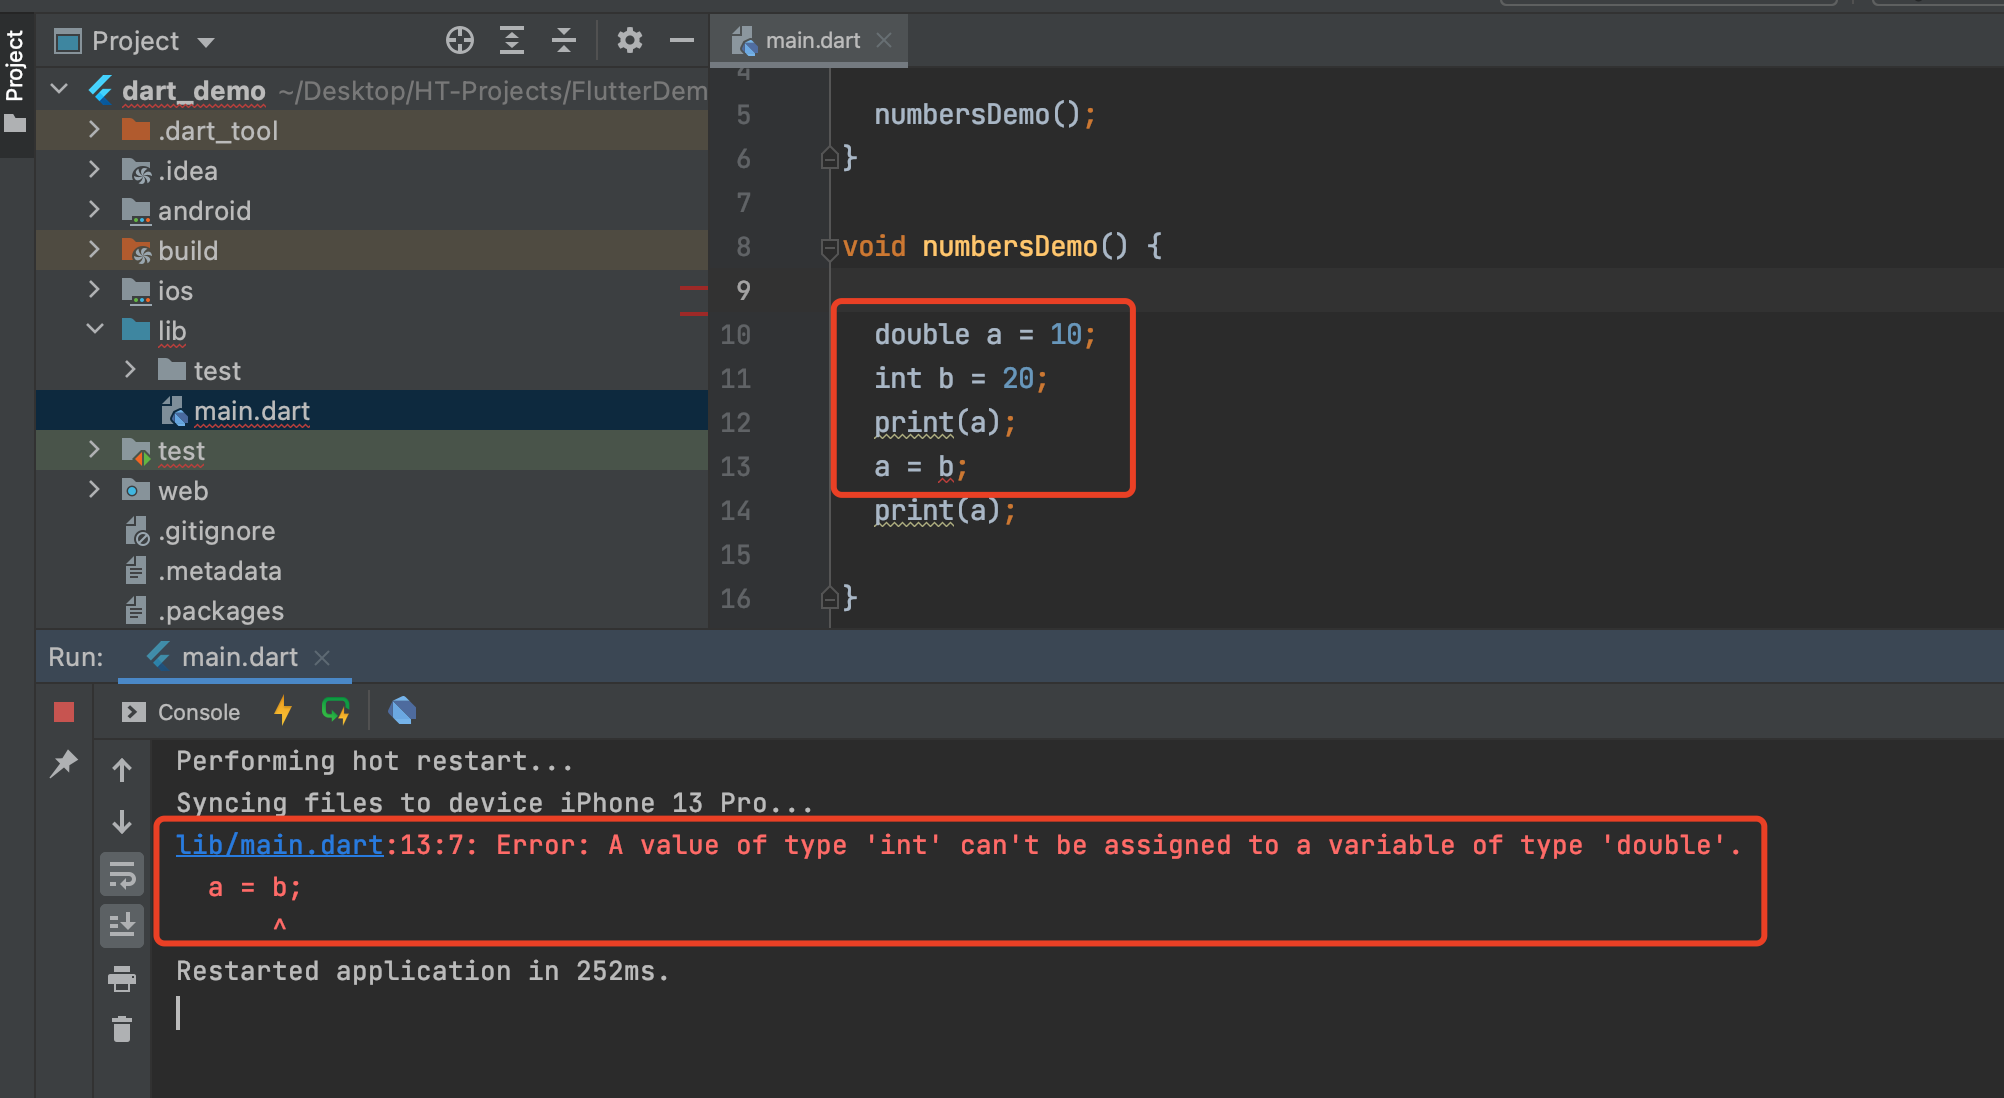 Project
Project
dart_demo ~/Desktop/HT-Projects/FlutterDem
.dart_tool
.idea
android
build
ios
lib
test
main.dart
test
web
.gitignore
.metadata
.packages
main.dart
4
5 numbersDemo();
6 }
7
8 void numbersDemo() {
9
10 double a = 10;
11 int b = 20;
12 print(a);
13 a = b;
14 print(a);
15
16 }
Run: main.dart
Console
Performing hot restart...
Syncing files to device iPhone 13 Pro...
lib/main.dart:13:7: Error: A value of type 'int' can't be assigned to a variable of type 'double'.
a = b;
^
Restarted application in 252ms.